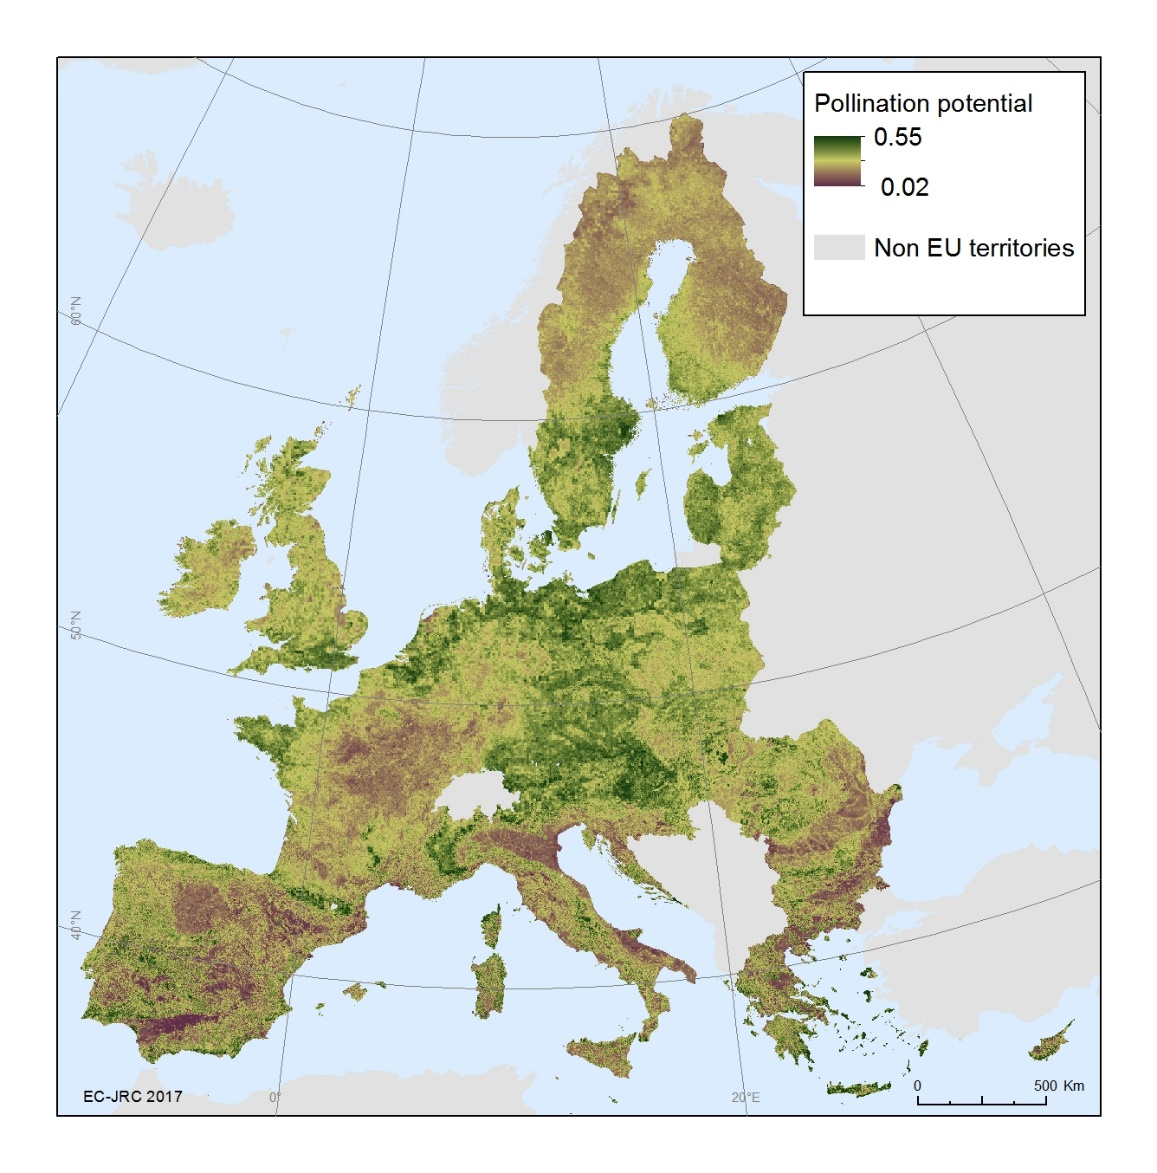 Pollination potential
0.55
0.02
Non EU territories
60°N
50°N
40°N
0°
20°E
EC-JRC 2017
0
500 Km